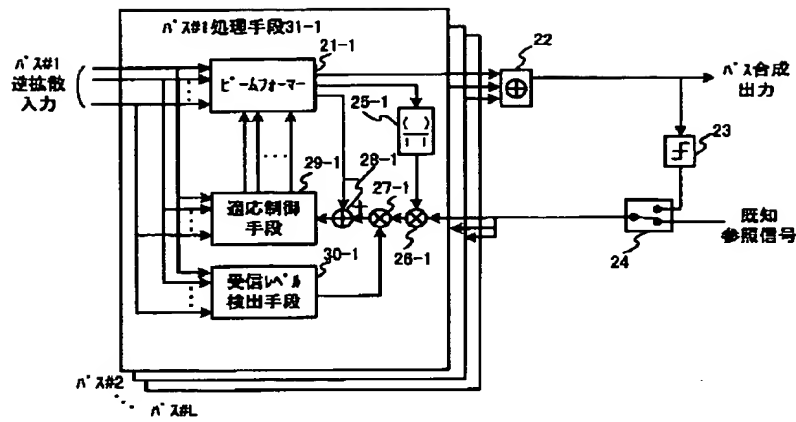 パス#1処理手段31-1
パス#1
逆拡散
入力
21-1
ビームフォーマー
22
パス合成
出力
25-1
( )
| |
23
29-1
適応制御
手段
28-1
27-1
26-1
+
-
24
既知
参照信号
30-1
受信レベル
検出手段
パス#2
パス#L